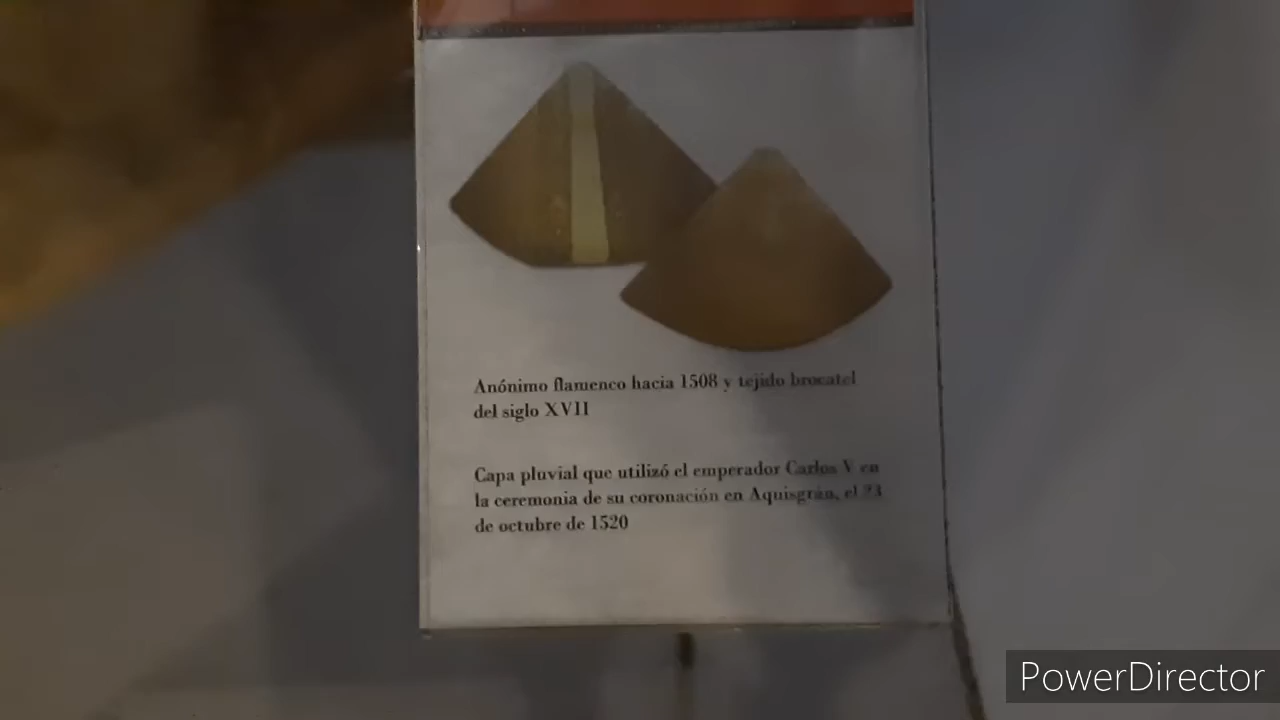 Anónimo flamenco hacia 1508 y tejido brocatel
del siglo XVII
Capa pluvial que utilizó el emperador Carlos V en
la ceremonia de su coronación en Aquisgrán, el 23
de octubre de 1520
PowerDirector